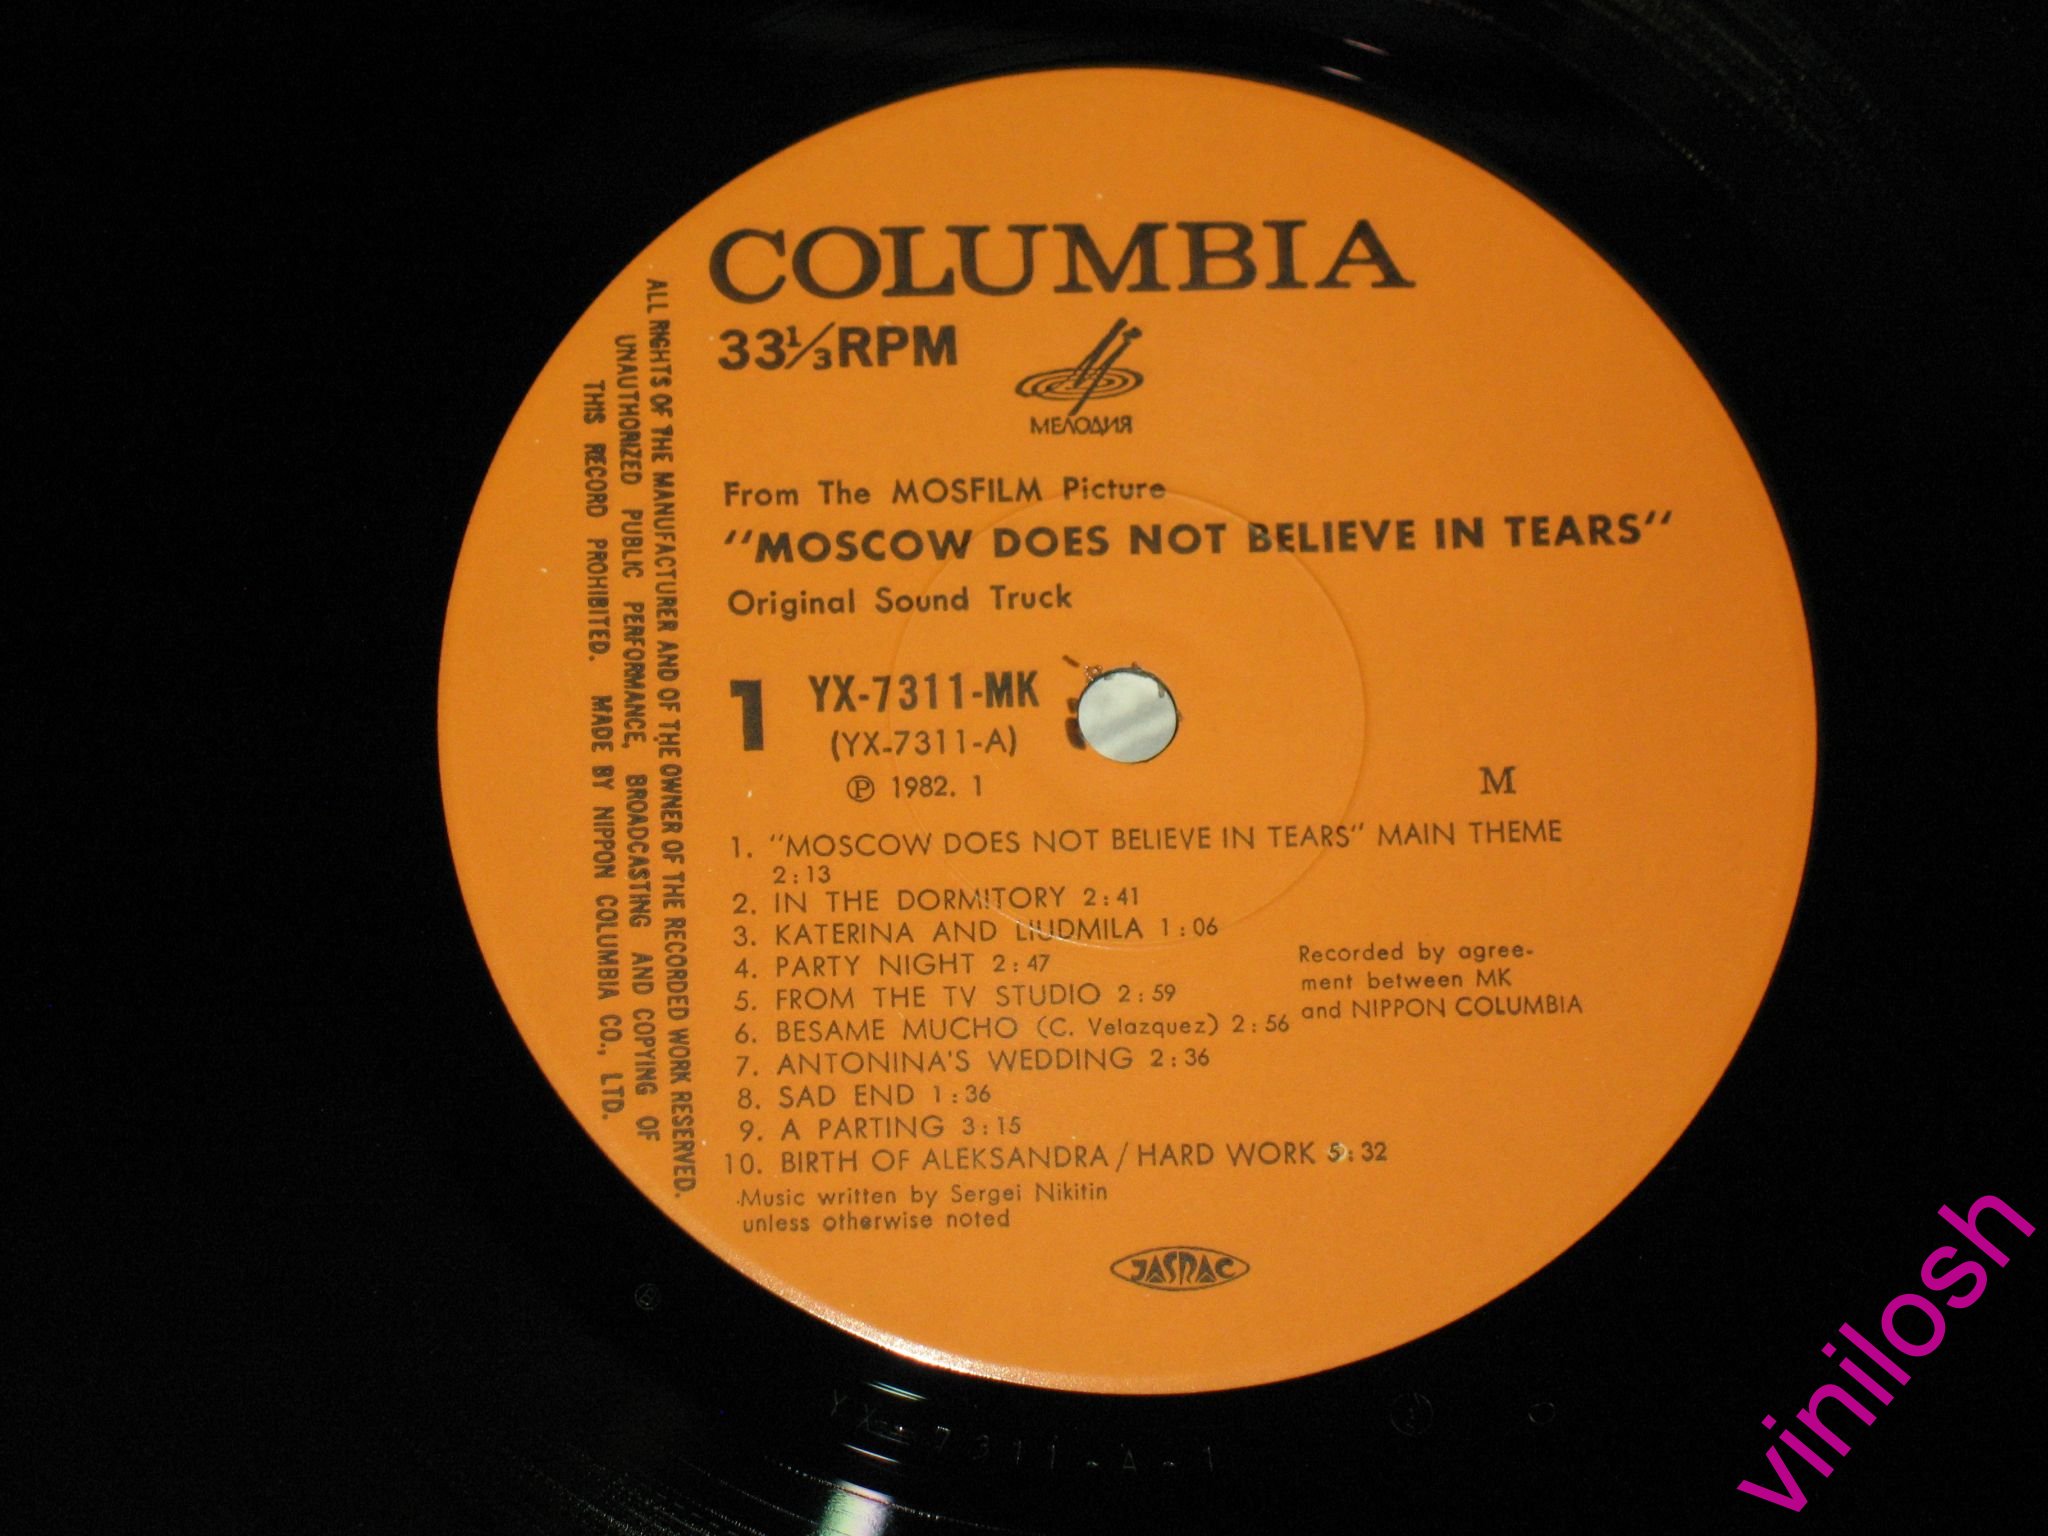 COLUMBIA
33⅓RPM
МЕЛОДИЯ
From The MOSFILM Picture
"MOSCOW DOES NOT BELIEVE IN TEARS"
Original Sound Truck
1
YX-7311-MK
(YX-7311-A)
Ⓟ 1982. 1
M
1. "MOSCOW DOES NOT BELIEVE IN TEARS" MAIN THEME
2:13
2. IN THE DORMITORY 2:41
3. KATERINA AND LIUDMILA 1:06
4. PARTY NIGHT 2:47
5. FROM THE TV STUDIO 2:59
6. BESAME MUCHO (C. Velazquez) 2:56
7. ANTONINA'S WEDDING 2:36
8. SAD END 1:36
9. A PARTING 3:15
10. BIRTH OF ALEKSANDRA/HARD WORK 5:32
Music written by Sergei Nikitin
unless otherwise noted
Recorded by agree-
ment between MK
and NIPPON COLUMBIA
JASRAC
ALL RIGHTS OF THE MANUFACTURER AND OF THE OWNER OF THE RECORDED WORK RESERVED.
UNAUTHORIZED PUBLIC PERFORMANCE, BROADCASTING AND COPYING OF
THIS RECORD PROHIBITED. MADE BY NIPPON COLUMBIA CO., LTD.
YX-7311-A-1
vinilosh